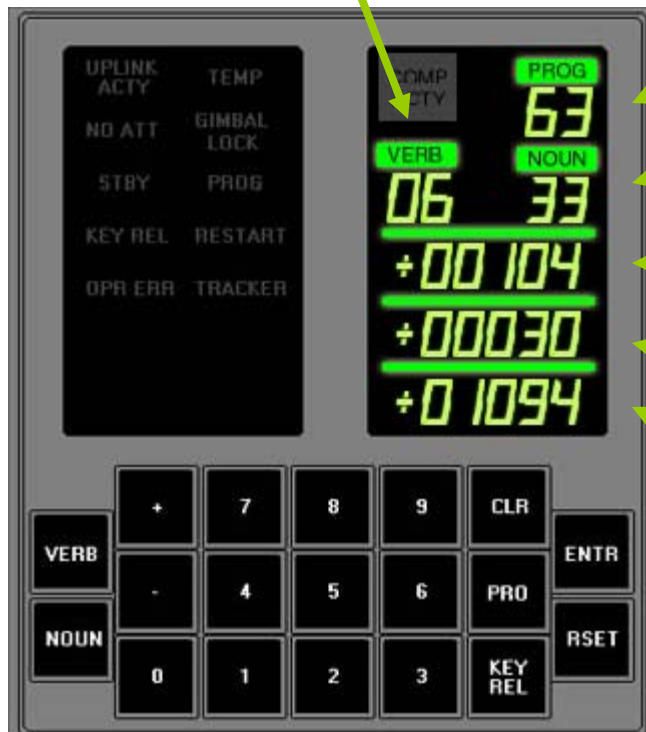 UPLINK ACTY TEMP
NO ATT GIMBAL LOCK
STBY PROG
KEY REL RESTART
OPR ERR TRACKER
COMP ACTY PROG
63
VERB NOUN
06 33
+00104
+00030
+01094
VERB
NOUN
+ 7 8 9 CLR
- 4 5 6 PRO
0 1 2 3 KEY REL
ENTR
RSET